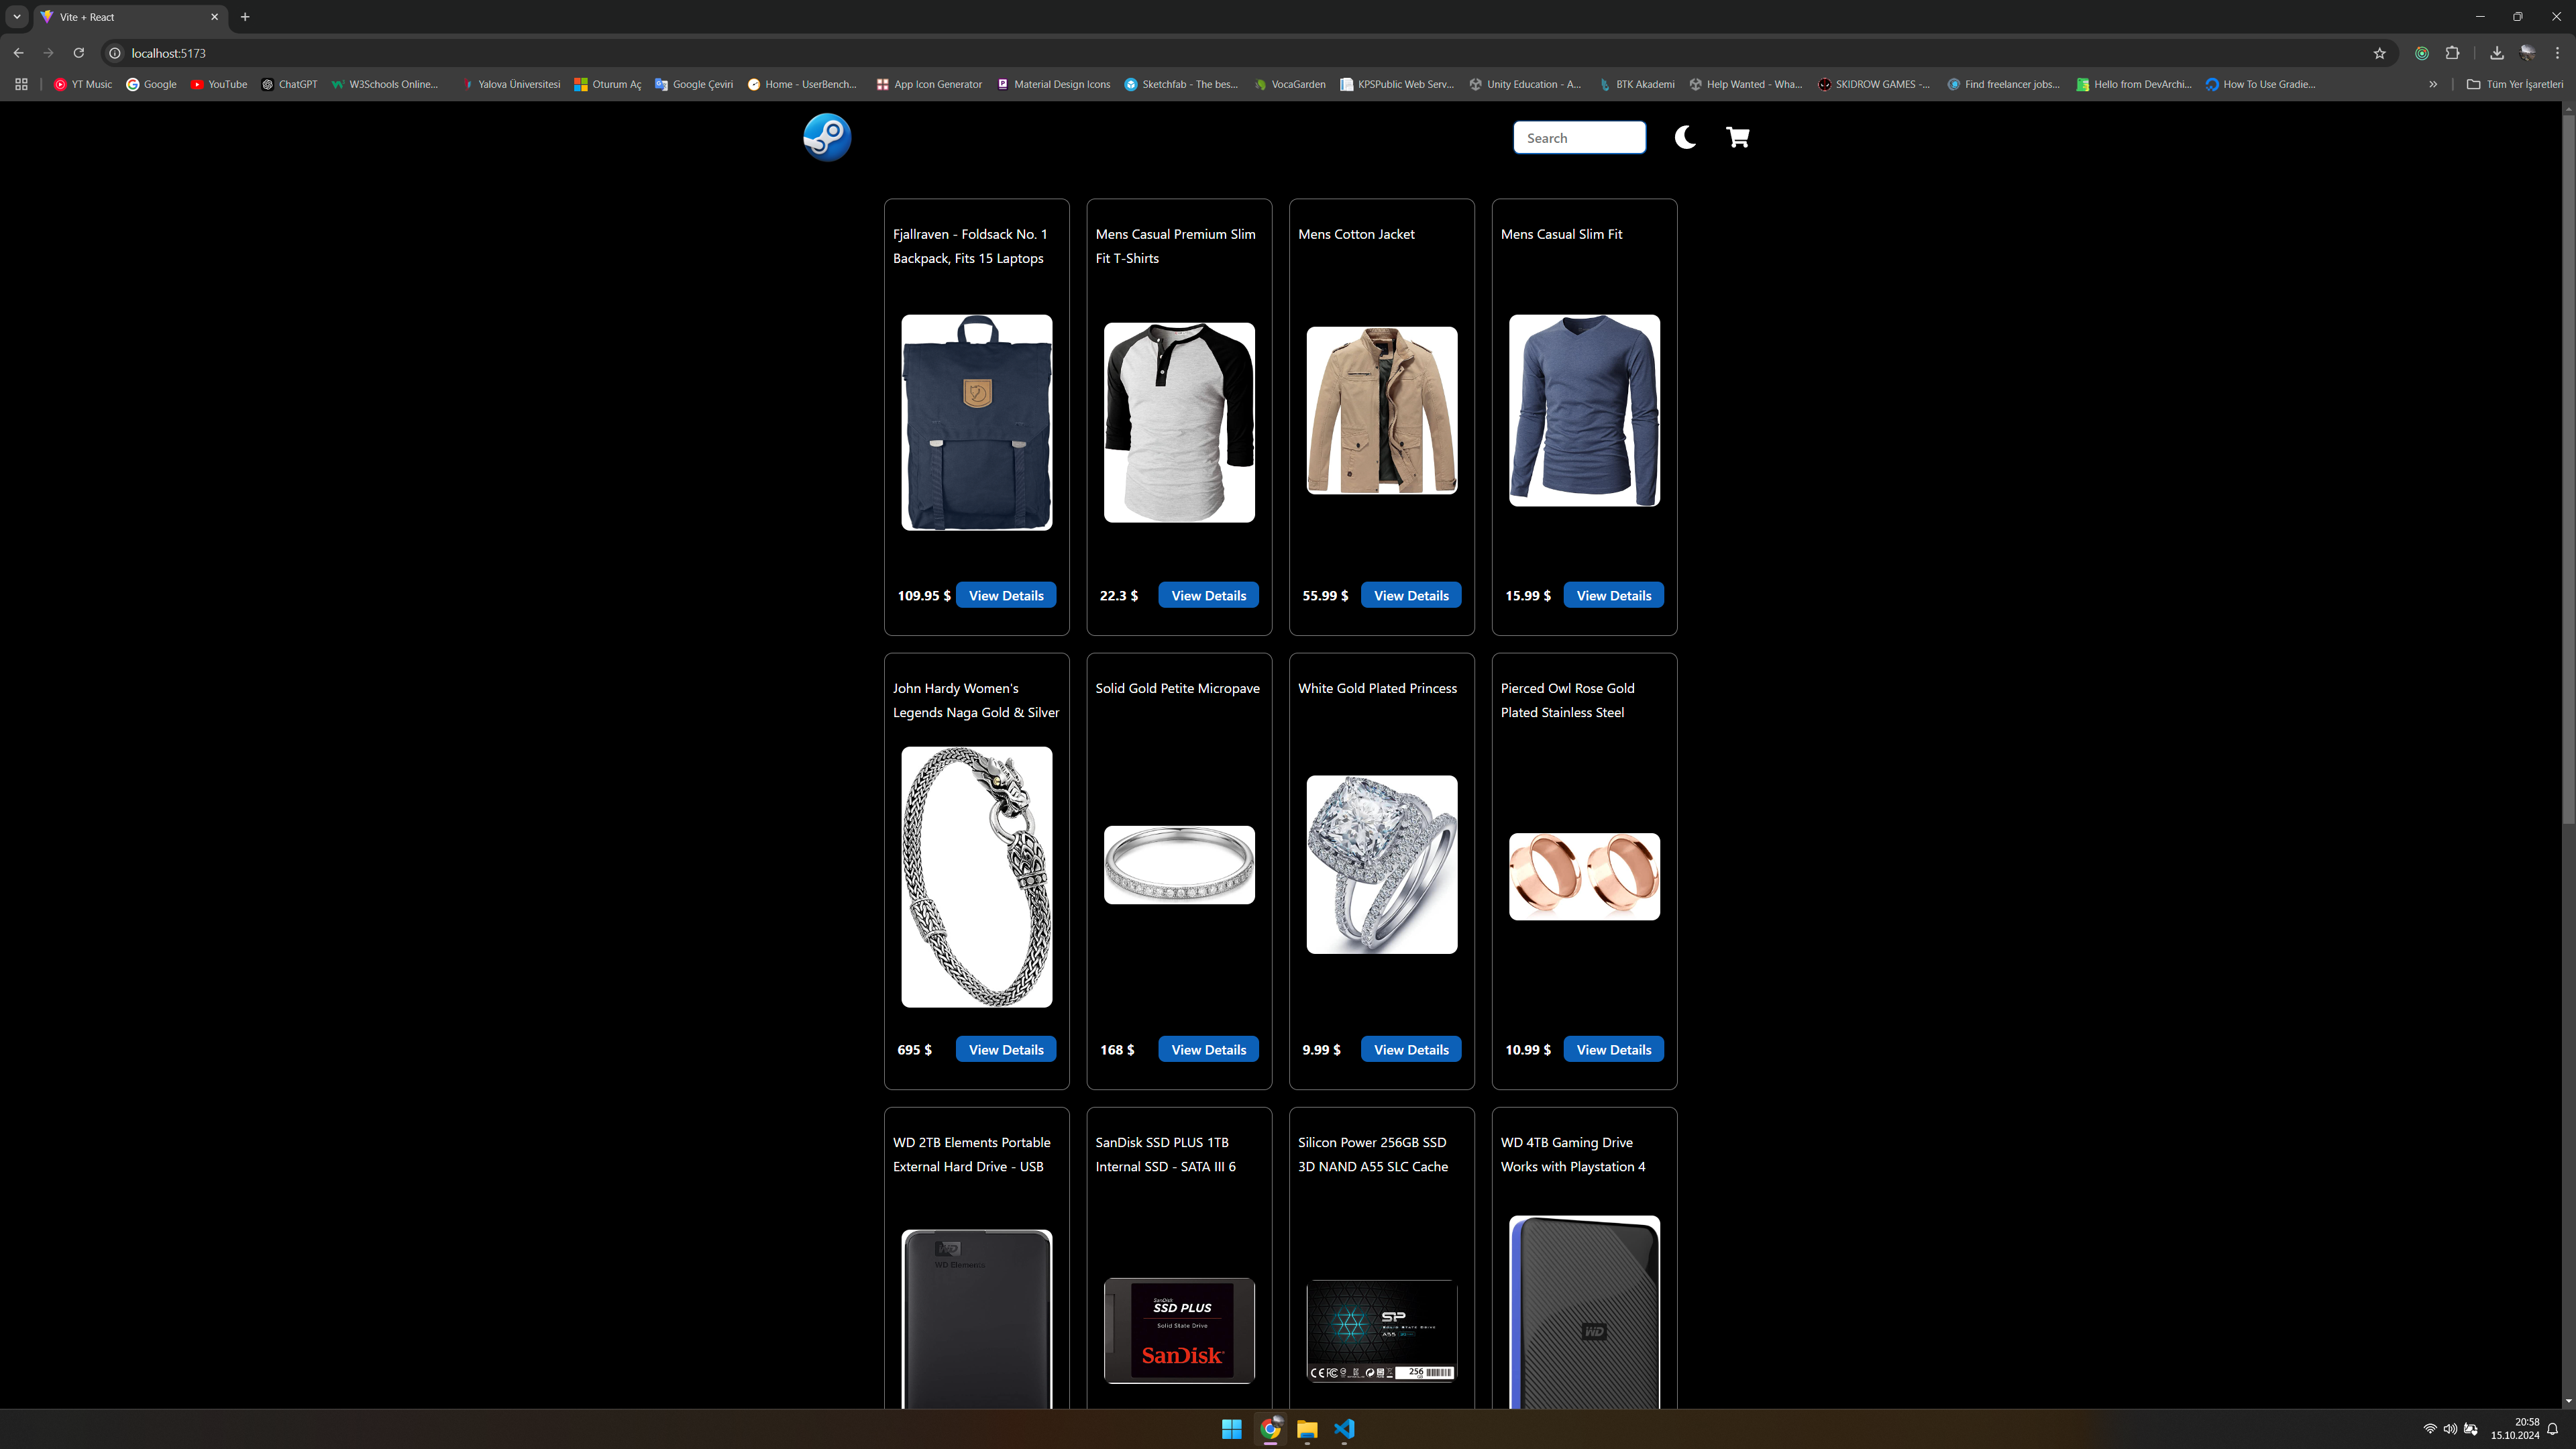 Vite + React
localhost:5173
YT Music
Google
YouTube
ChatGPT
W3Schools Online...
Yalova Üniversitesi
Oturum Aç
Google Çeviri
Home - UserBench...
App Icon Generator
Material Design Icons
Sketchfab - The bes...
VocaGarden
KPSPublic Web Serv...
Unity Education - A...
BTK Akademi
Help Wanted - Wha...
SKIDROW GAMES -...
Find freelancer jobs...
Hello from DevArchi...
How To Use Gradie...
Tüm Yer İşaretleri
Search
Fjallraven - Foldsack No. 1
Backpack, Fits 15 Laptops
109.95 $ View Details
Mens Casual Premium Slim
Fit T-Shirts
22.3 $ View Details
Mens Cotton Jacket
55.99 $ View Details
Mens Casual Slim Fit
15.99 $ View Details
John Hardy Women's
Legends Naga Gold & Silver
695 $ View Details
Solid Gold Petite Micropave
168 $ View Details
White Gold Plated Princess
9.99 $ View Details
Pierced Owl Rose Gold
Plated Stainless Steel
10.99 $ View Details
WD 2TB Elements Portable
External Hard Drive - USB
WD
WD Elements
SanDisk SSD PLUS 1TB
Internal SSD - SATA III 6
SanDisk
SSD PLUS
Solid State Drive
SanDisk
Silicon Power 256GB SSD
3D NAND A55 SLC Cache
SP
SOLID STATE DRIVE
A55
256
WD 4TB Gaming Drive
Works with Playstation 4
WD
20:58
15.10.2024